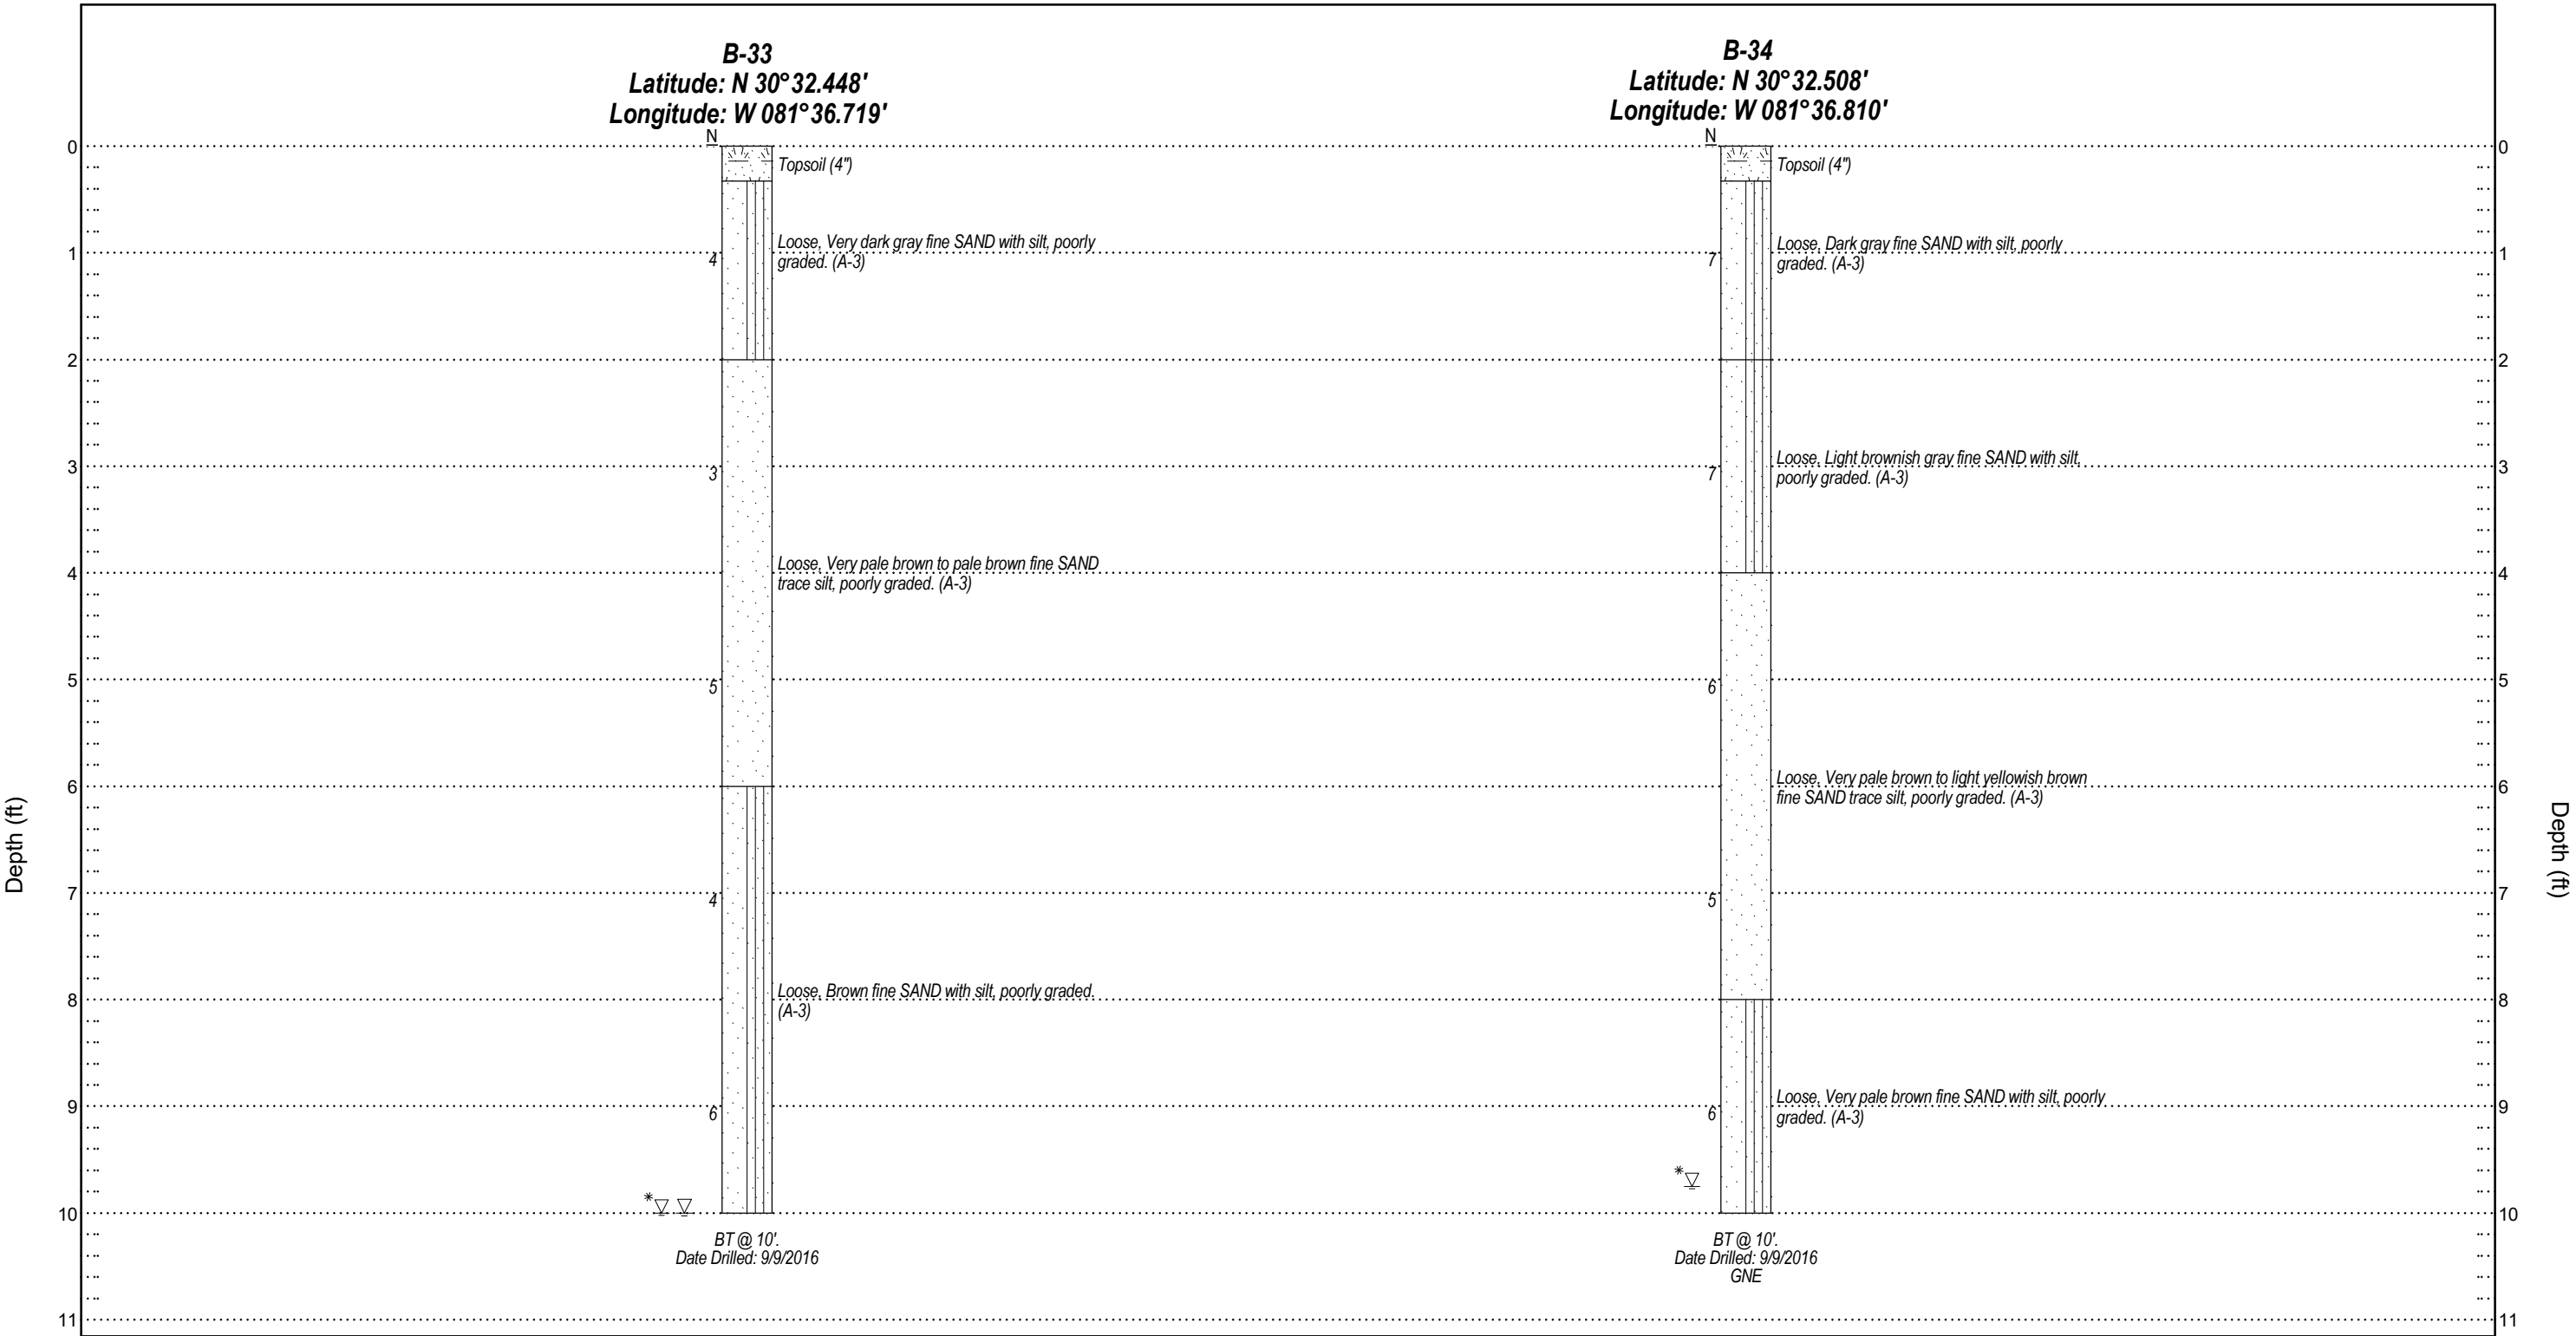 B-33
Latitude: N 30°32.448'
Longitude: W 081°36.719'
B-34
Latitude: N 30°32.508'
Longitude: W 081°36.810'
N
N
0
0
Topsoil (4")
Topsoil (4")
Loose, Very dark gray fine SAND with silt, poorly
graded. (A-3)
Loose, Dark gray fine SAND with silt, poorly
graded. (A-3)
1
4
7
1
2
2
Loose, Light brownish gray fine SAND with silt,
poorly graded. (A-3)
3
3
7
3
Loose, Very pale brown to pale brown fine SAND
trace silt, poorly graded. (A-3)
4
4
5
5
6
5
Loose, Very pale brown to light yellowish brown
fine SAND trace silt, poorly graded. (A-3)
6
6
Depth (ft)
Depth (ft)
7
4
5
7
Loose, Brown fine SAND with silt, poorly graded.
(A-3)
8
8
Loose, Very pale brown fine SAND with silt, poorly
graded. (A-3)
9
6
6
9
*
*
10
10
BT @ 10'.
Date Drilled: 9/9/2016
BT @ 10'.
Date Drilled: 9/9/2016
GNE
11
11